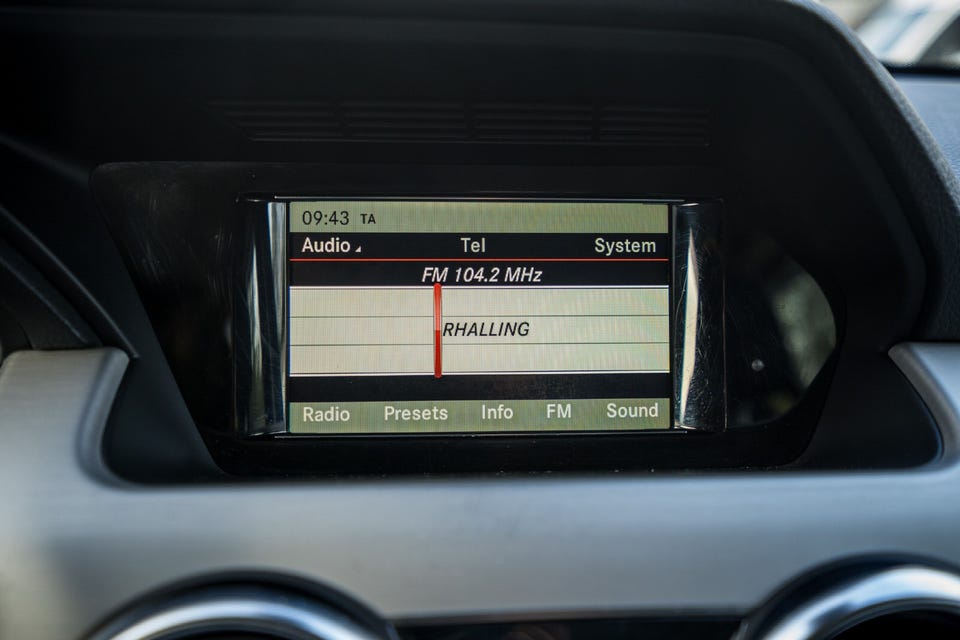 09:43 TA
Audio Tel System
FM 104.2 MHz
RHALLING
Radio Presets Info FM Sound